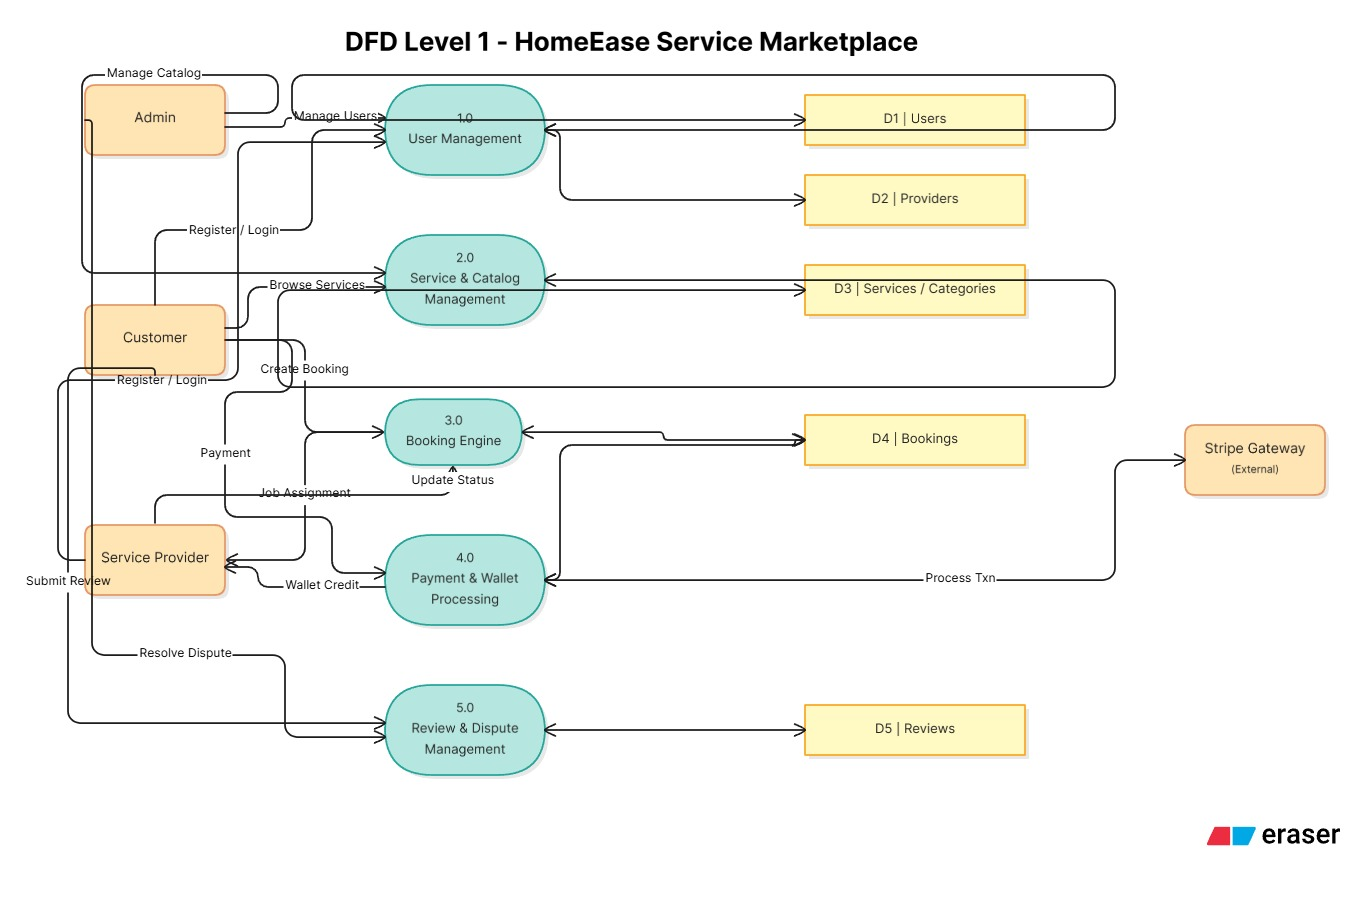 DFD Level 1 - HomeEase Service Marketplace
Manage Catalog
Admin
Manage Users
1.0
User Management
D1 | Users
D2 | Providers
Register / Login
2.0
Service & Catalog
Management
Browse Services
D3 | Services / Categories
Customer
Create Booking
Register / Login
3.0
Booking Engine
D4 | Bookings
Stripe Gateway
(External)
Payment
Update Status
Job Assignment
Service Provider
4.0
Payment & Wallet
Processing
Wallet Credit
Process Txn
Submit Review
Resolve Dispute
5.0
Review & Dispute
Management
D5 | Reviews
eraser